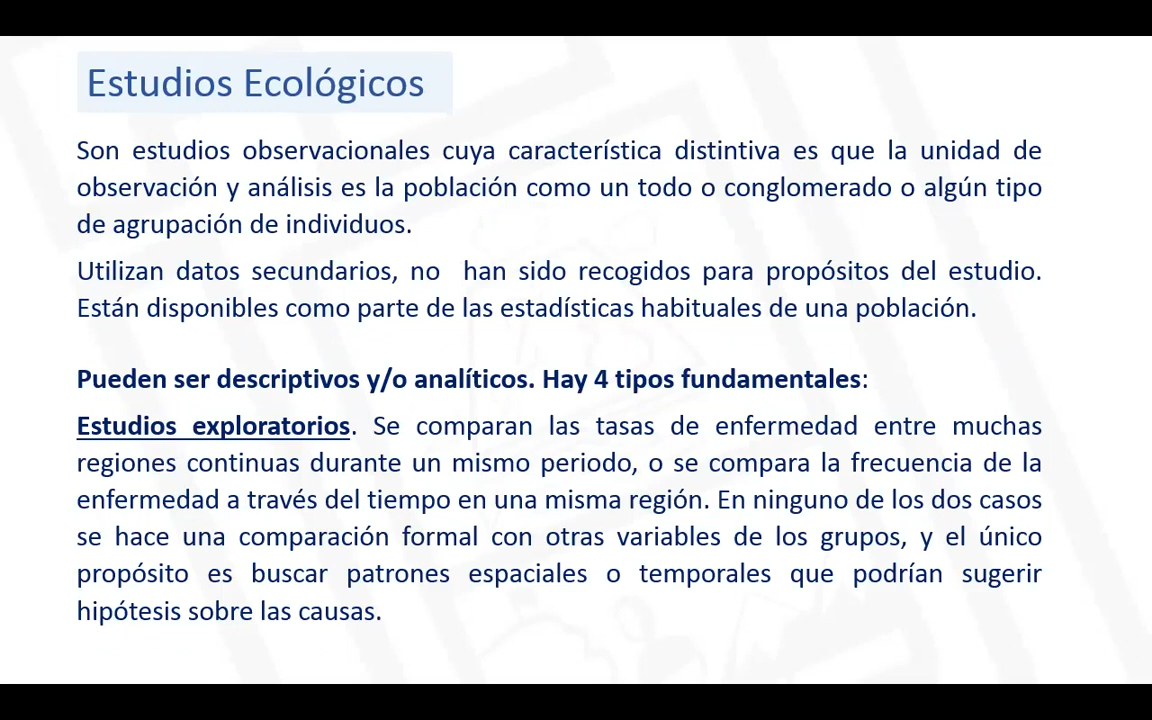 Estudios Ecológicos
Son estudios observacionales cuya característica distintiva es que la unidad de
observación y análisis es la población como un todo o conglomerado o algún tipo
de agrupación de individuos.
Utilizan datos secundarios, no han sido recogidos para propósitos del estudio.
Están disponibles como parte de las estadísticas habituales de una población.
Pueden ser descriptivos y/o analíticos. Hay 4 tipos fundamentales:
Estudios exploratorios. Se comparan las tasas de enfermedad entre muchas
regiones continuas durante un mismo periodo, o se compara la frecuencia de la
enfermedad a través del tiempo en una misma región. En ninguno de los dos casos
se hace una comparación formal con otras variables de los grupos, y el único
propósito es buscar patrones espaciales o temporales que podrían sugerir
hipótesis sobre las causas.